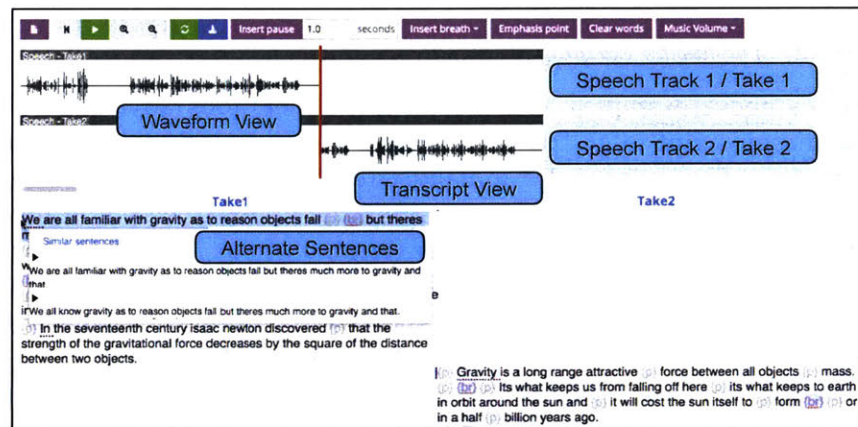 Insert pause 1.0 seconds Insert breath Emphasis point Clear words Music Volume
Speech - Take1
Speech Track 1 / Take 1
Waveform View
Speech - Take2
Speech Track 2 / Take 2
Transcript View
Take1 Take2
We are all familiar with gravity as to reason objects fall (p) (br) but theres
Similar sentences
Alternate Sentences
We are all familiar with gravity as to reason objects fall but theres much more to gravity and
that
We all know gravity as to reason objects fall but theres much more to gravity and that.
(p) In the seventeenth century isaac newton discovered (p) that the
strength of the gravitational force decreases by the square of the distance
between two objects.
(p) Gravity is a long range attractive (p) force between all objects (p) mass.
(p) (br) (p) Its what keeps us from falling off here (p) its what keeps to earth
in orbit around the sun and (p) it will cost the sun itself to (p) form (br) (p) or
in a half (p) billion years ago.